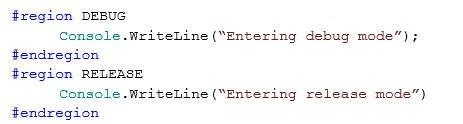 #region DEBUG
Console.WriteLine(“Entering debug mode”);
#endregion
#region RELEASE
Console.WriteLine(“Entering release mode”)
#endregion